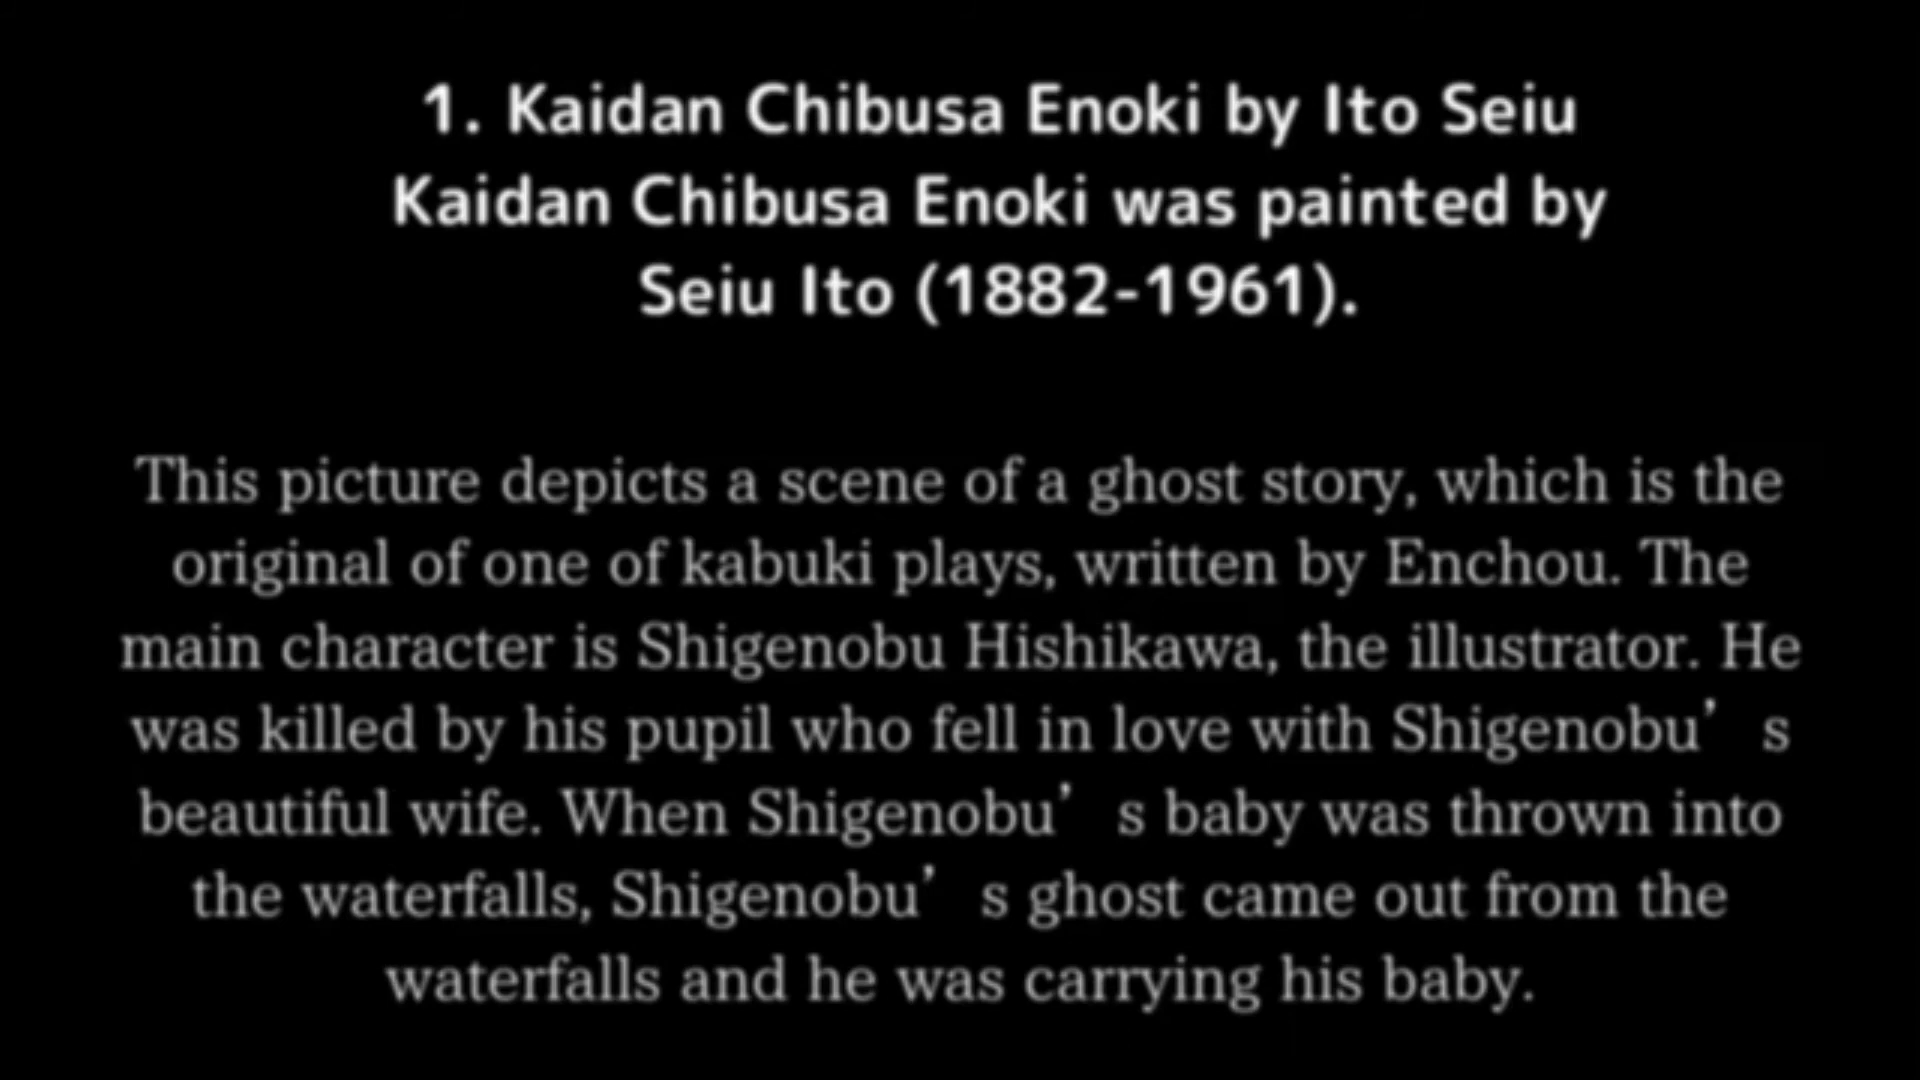 1. Kaidan Chibusa Enoki by Ito Seiu
Kaidan Chibusa Enoki was painted by
Seiu Ito (1882-1961).
This picture depicts a scene of a ghost story, which is the
original of one of kabuki plays, written by Enchou. The
main character is Shigenobu Hishikawa, the illustrator. He
was killed by his pupil who fell in love with Shigenobu’s
beautiful wife. When Shigenobu’s baby was thrown into
the waterfalls, Shigenobu’s ghost came out from the
waterfalls and he was carrying his baby.